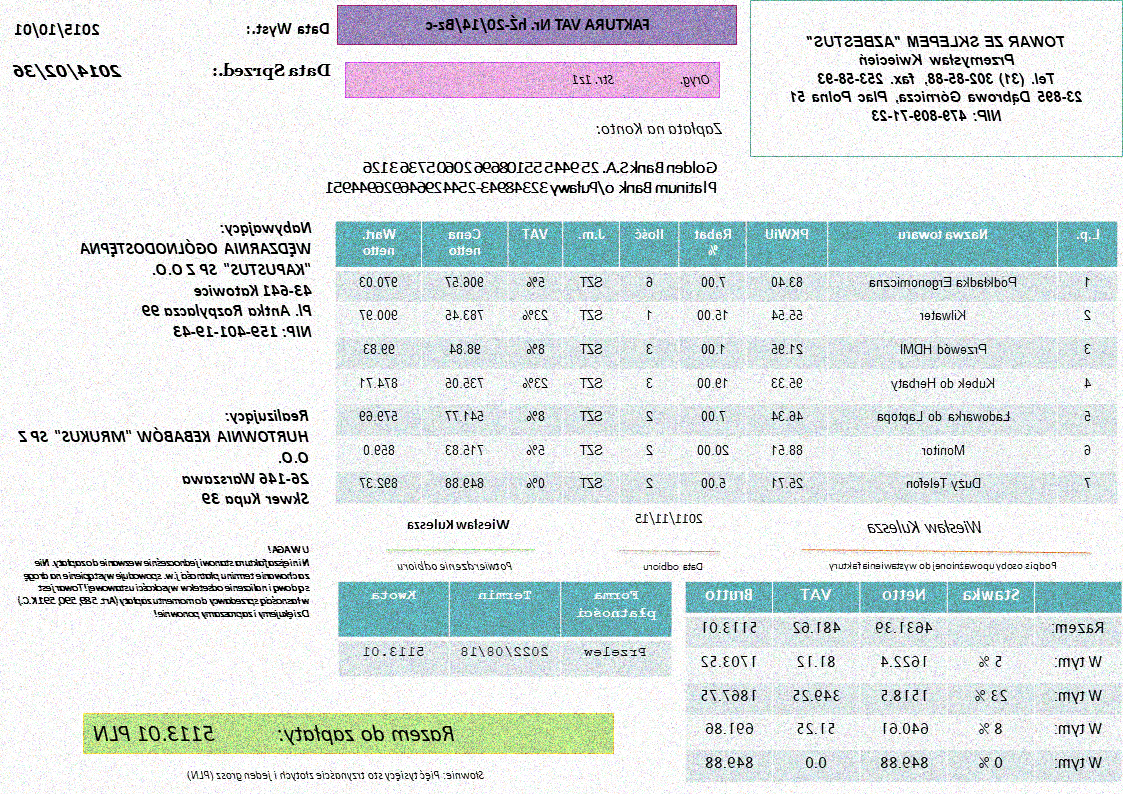 TOWAR ZE SKLEPEM "AZBESTUS"
Przemysław Kwiecień
Tel. (31) 302-85-88, fax. 253-58-93
23-895 Dąbrowa Górnicza, Plac Polna 51
NIP: 479-809-71-23
FAKTURA VAT Nr. hŹ-20/14/Bz-c
Oryg. Str. 1z1
Data Wyst.: 2015/10/01
Data Sprzed.: 2014/02/36
Zapłata na Konto:
Golden Bank S.A. 25 944555108696206057363126
Platinum Bank o/Puławy 32348943-2544296469269449 51
Nabywający:
WĘDZARNIA OGÓLNODOSTĘPNA
"KAPUSTUS" SP Z O.O.
43-641 Katowice
Pl. Antka Rozpylacza 99
NIP: 159-401-19-43
Realizujący:
HURTOWNIA KEBABÓW "MRUKUS" SP Z
O.O.
26-146 Warszawa
Skwer Kupa 39
L.p. Nazwa towaru PKWiU Rabat % Ilość J.m. VAT Cena netto Wart. netto
1 Podkładka Ergonomiczna 83.40 7.00 6 SZT 5% 906.57 970.03
2 Kilwater 55.54 15.00 1 SZT 23% 783.45 900.97
3 Przewód HDMI 21.95 1.00 3 SZT 8% 98.84 99.83
4 Kubek do Herbaty 95.33 19.00 3 SZT 23% 735.05 874.71
5 Ładowarka do Laptopa 46.34 7.00 2 SZT 8% 541.77 579.69
6 Monitor 88.51 20.00 2 SZT 5% 715.83 859.0
7 Duży Telefon 25.71 5.00 2 SZT 0% 849.88 892.37
Wiesław Kulesza
2011/11/15
Wiesław Kulesza
Podpis osoby upoważnionej do wystawienia faktury
Data odbioru
Potwierdzenie odbioru
UWAGA!
Niniejsza faktura stanowi jednocześnie wezwanie do zapłaty. Nie
zachowanie terminu płatności j.w. spowoduje wystąpienie na drogę
sądową i naliczenie odsetek w wysokości ustawowej! Towar jest
własnością sprzedawcy do momentu zapłaty (Art. 589, 590, 591 K.C.)
Dziękujemy i zapraszamy ponownie!
Stawka Netto VAT Brutto
Razem: 4631.39 481.62 5113.01
W tym: 5 % 1622.4 81.12 1703.52
W tym: 23 % 1518.5 349.25 1867.75
W tym: 8 % 640.61 51.25 691.86
W tym: 0 % 849.88 0.0 849.88
Forma płatności Termin Kwota
Przelew 2022/08/18 5113.01
Razem do zapłaty: 5113.01 PLN
Słownie: Pięć tysięcy sto trzynaście złotych i jeden grosz (PLN)